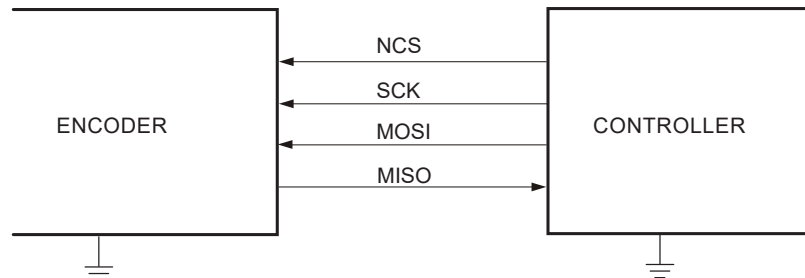 NCS
SCK
ENCODER
MOSI
CONTROLLER
MISO